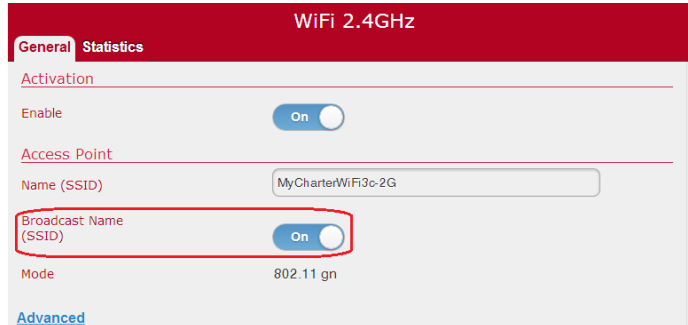 WiFi 2.4GHz
General Statistics
Activation
Enable On
Access Point
Name (SSID) MyCharterWiFi3c-2G
Broadcast Name
(SSID) On
Mode 802.11 gn
Advanced